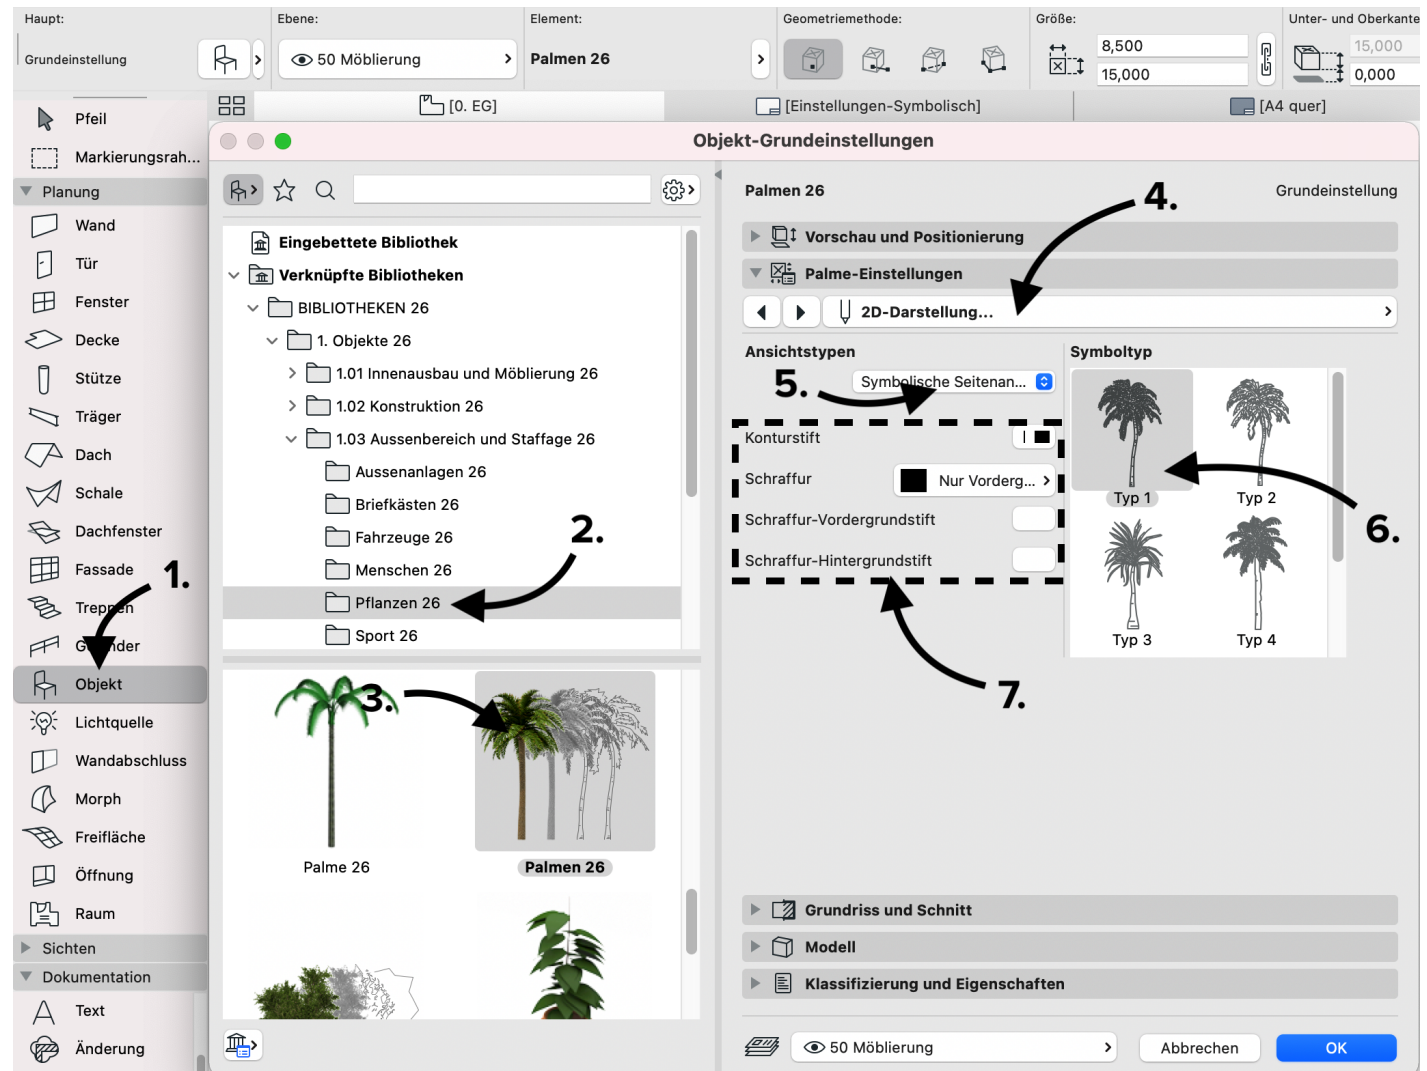 Haupt:
Ebene:
Element:
Geometriemethode:
Größe:
Unter- und Oberkante
Grundeinstellung
50 Möblierung
Palmen 26
8,500
15,000
15,000
0,000
[0. EG]
[Einstellungen-Symbolisch]
[A4 quer]
Pfeil
Markierungsrah...
Planung
Wand
Tür
Fenster
Decke
Stütze
Träger
Dach
Schale
Dachfenster
Fassade
Treppen
Objekt
Lichtquelle
Wandabschluss
Morph
Freifläche
Öffnung
Raum
Sichten
Dokumentation
Text
Änderung
1.
Objekt-Grundeinstellungen
Eingebettete Bibliothek
Verknüpfte Bibliotheken
BIBLIOTHEKEN 26
1. Objekte 26
1.01 Innenausbau und Möblierung 26
1.02 Konstruktion 26
1.03 Aussenbereich und Staffage 26
Aussenanlagen 26
Briefkästen 26
Fahrzeuge 26
Menschen 26
Pflanzen 26
Sport 26
2.
3.
Palme 26
Palmen 26
Palmen 26
Grundeinstellung
4.
Vorschau und Positionierung
Palme-Einstellungen
2D-Darstellung...
Ansichtstypen
Symboltyp
5.
Symbolische Seitenan...
Konturstift
Schraffur
Nur Vorderg...
Schraffur-Vordergrundstift
Schraffur-Hintergrundstift
Typ 1
Typ 2
6.
Typ 3
Typ 4
7.
Grundriss und Schnitt
Modell
Klassifizierung und Eigenschaften
50 Möblierung
Abbrechen
OK